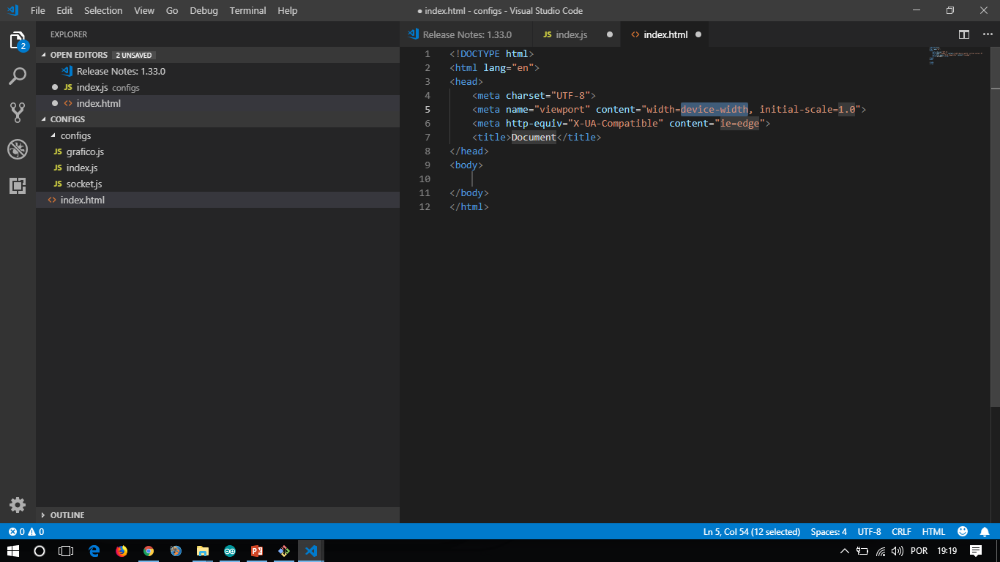 File Edit Selection View Go Debug Terminal Help ● index.html - configs - Visual Studio Code
EXPLORER
OPEN EDITORS 2 UNSAVED
Release Notes: 1.33.0
JS index.js configs
<> index.html
CONFIGS
configs
JS grafico.js
JS index.js
JS socket.js
<> index.html
OUTLINE
2
Release Notes: 1.33.0 JS index.js <> index.html
1 <!DOCTYPE html>
2 <html lang="en">
3 <head>
4 <meta charset="UTF-8">
5 <meta name="viewport" content="width=device-width, initial-scale=1.0">
6 <meta http-equiv="X-UA-Compatible" content="ie=edge">
7 <title>Document</title>
8 </head>
9 <body>
10
11 </body>
12 </html>
0 0 Ln 5, Col 54 (12 selected) Spaces: 4 UTF-8 CRLF HTML
POR 19:19